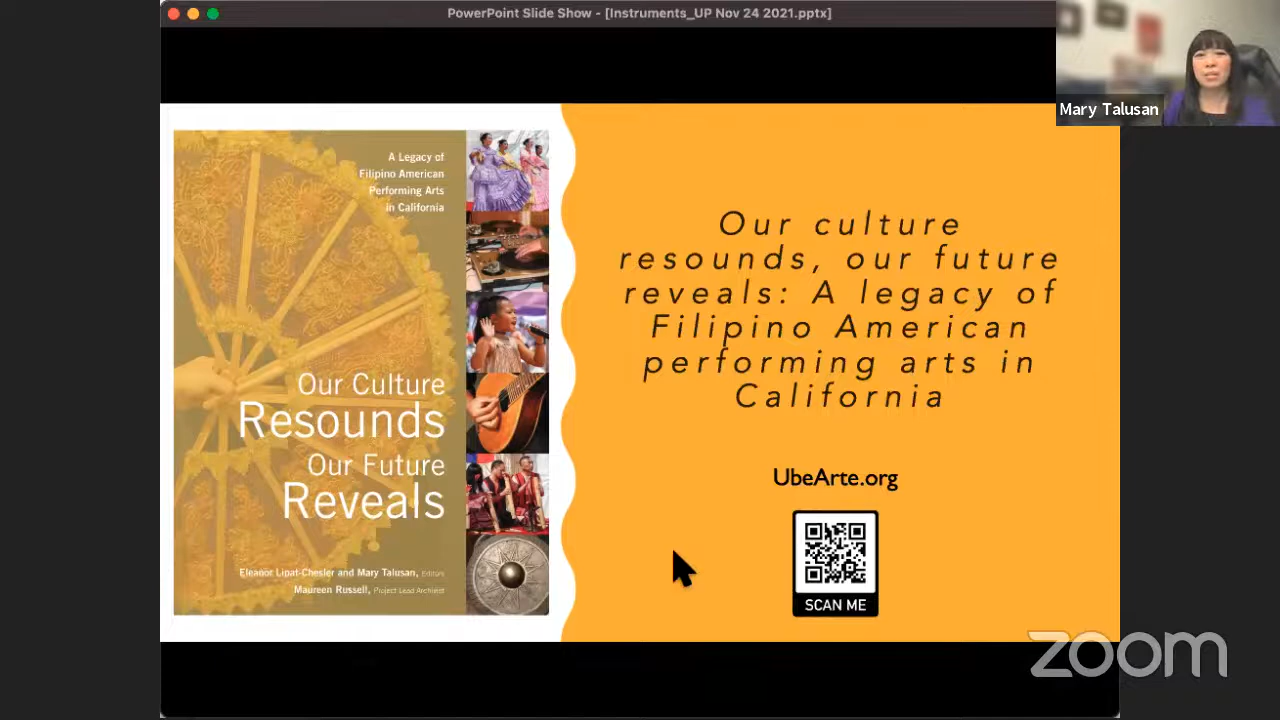 PowerPoint Slide Show - [Instruments_UP Nov 24 2021.pptx]
Mary Talusan
A Legacy of
Filipino American
Performing Arts
in California
Our Culture
Resounds
Our Future
Reveals
Eleanor Lipat-Chesler and Mary Talusan, Editors
Maureen Russell, Project Lead Archivist
Our culture
resounds, our future
reveals: A legacy of
Filipino American
performing arts in
California
UbeArte.org
SCAN ME
zoom